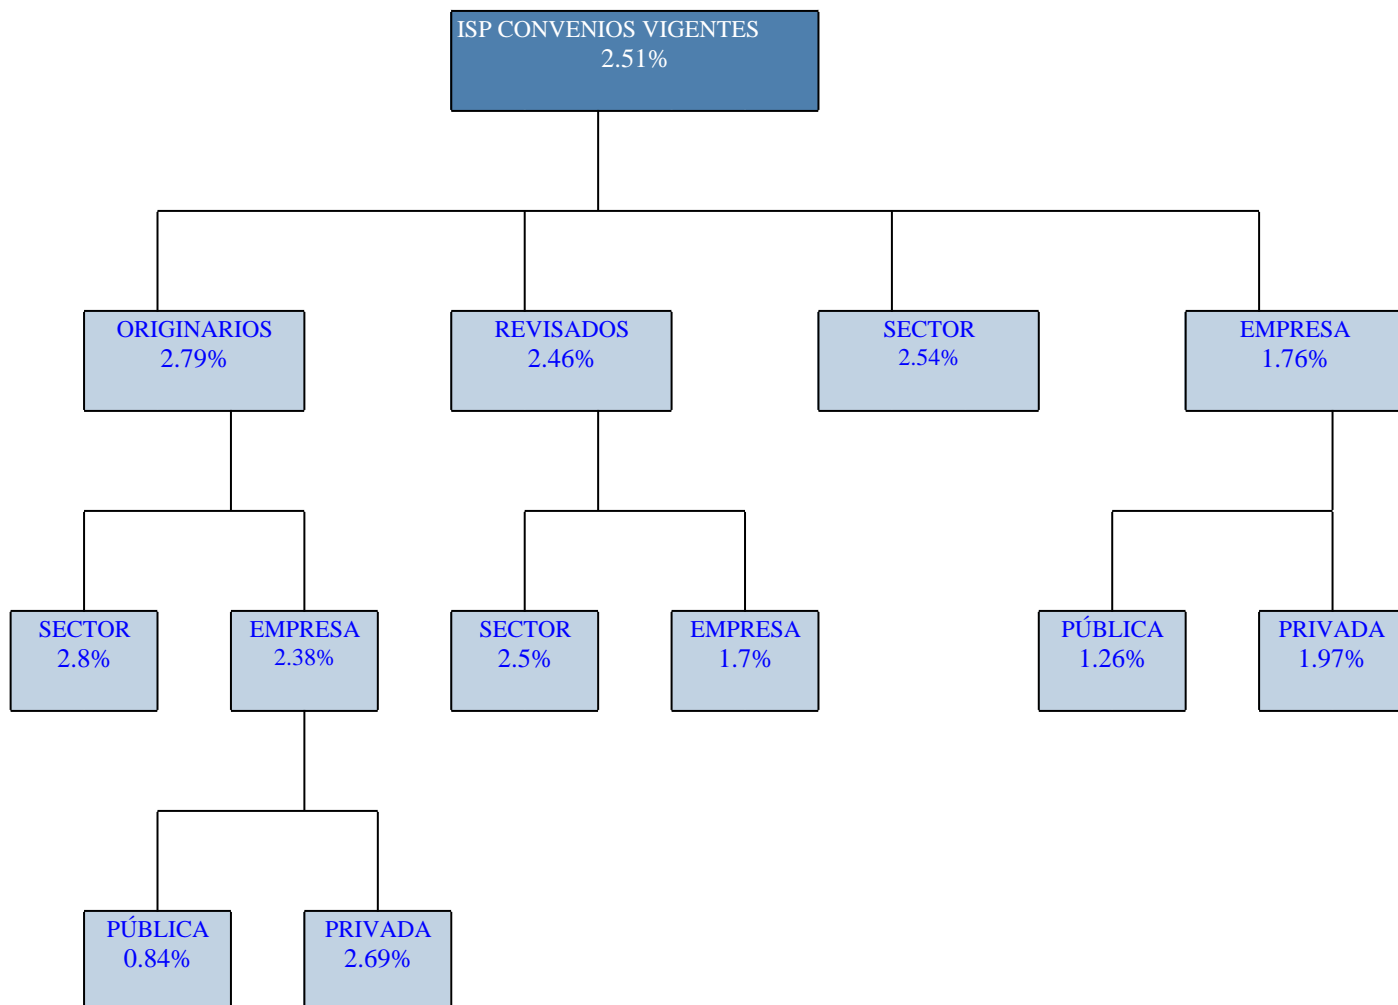 ISP CONVENIOS VIGENTES
2.51%
ORIGINARIOS
2.79%
REVISADOS
2.46%
SECTOR
2.54%
EMPRESA
1.76%
SECTOR
2.8%
EMPRESA
2.38%
SECTOR
2.5%
EMPRESA
1.7%
PÚBLICA
1.26%
PRIVADA
1.97%
PÚBLICA
0.84%
PRIVADA
2.69%